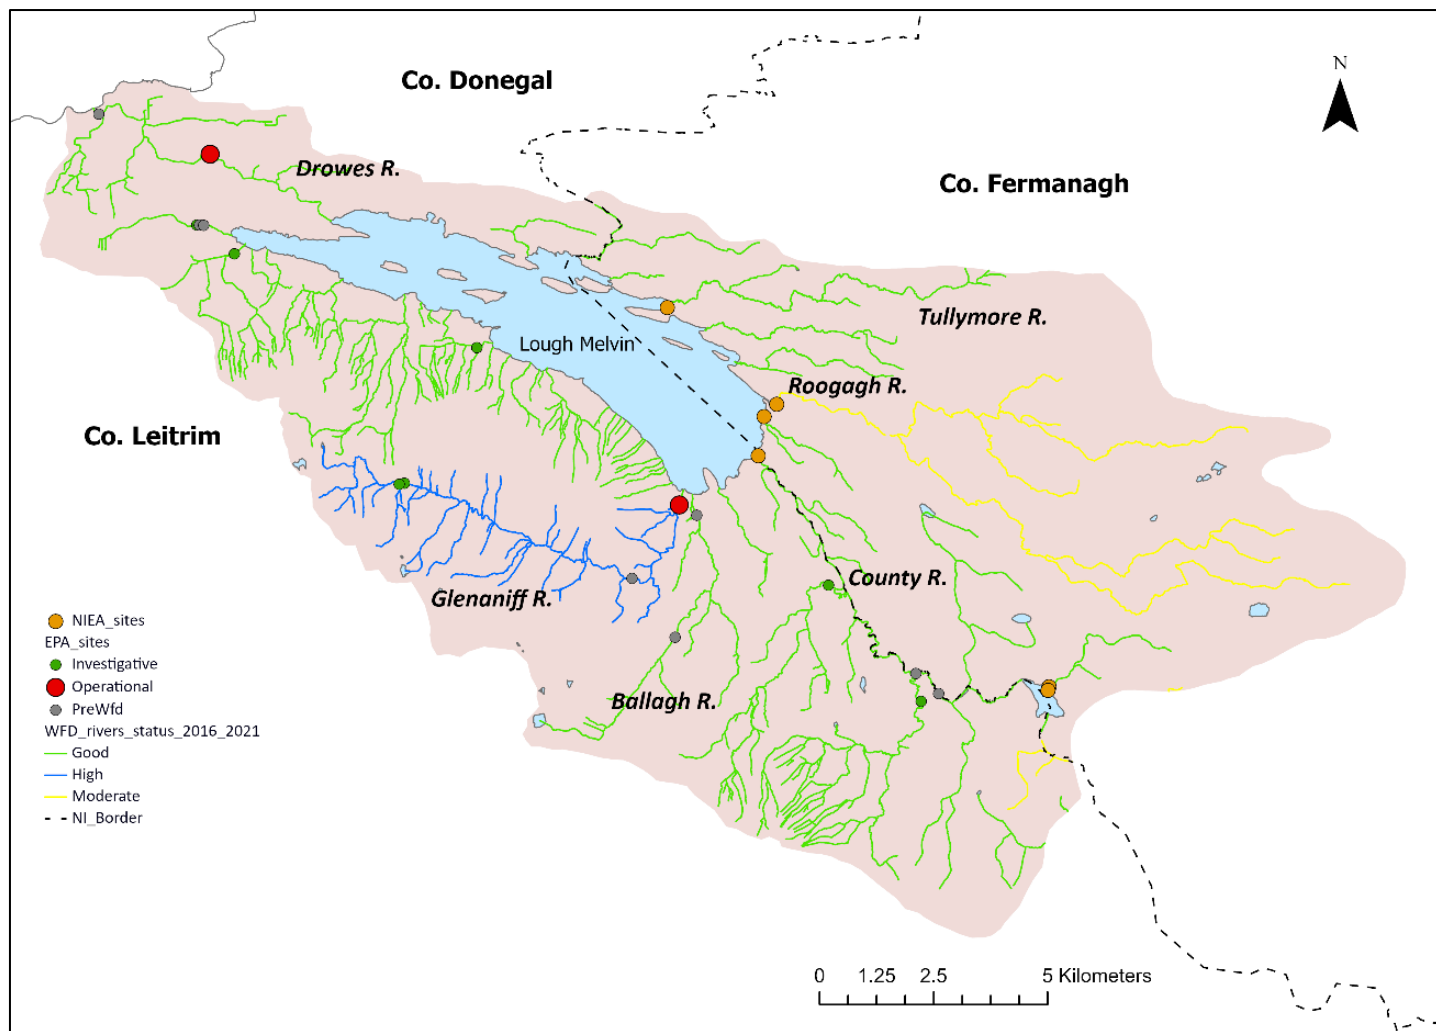 Co. Donegal
N
Drowes R.
Co. Fermanagh
Tullymore R.
Lough Melvin
Roogagh R.
Co. Leitrim
County R.
Glenaniff R.
Ballagh R.
NIEA_sites
EPA_sites
Investigative
Operational
PreWfd
WFD_rivers_status_2016_2021
Good
High
Moderate
NI_Border
0 1.25 2.5 5 Kilometers